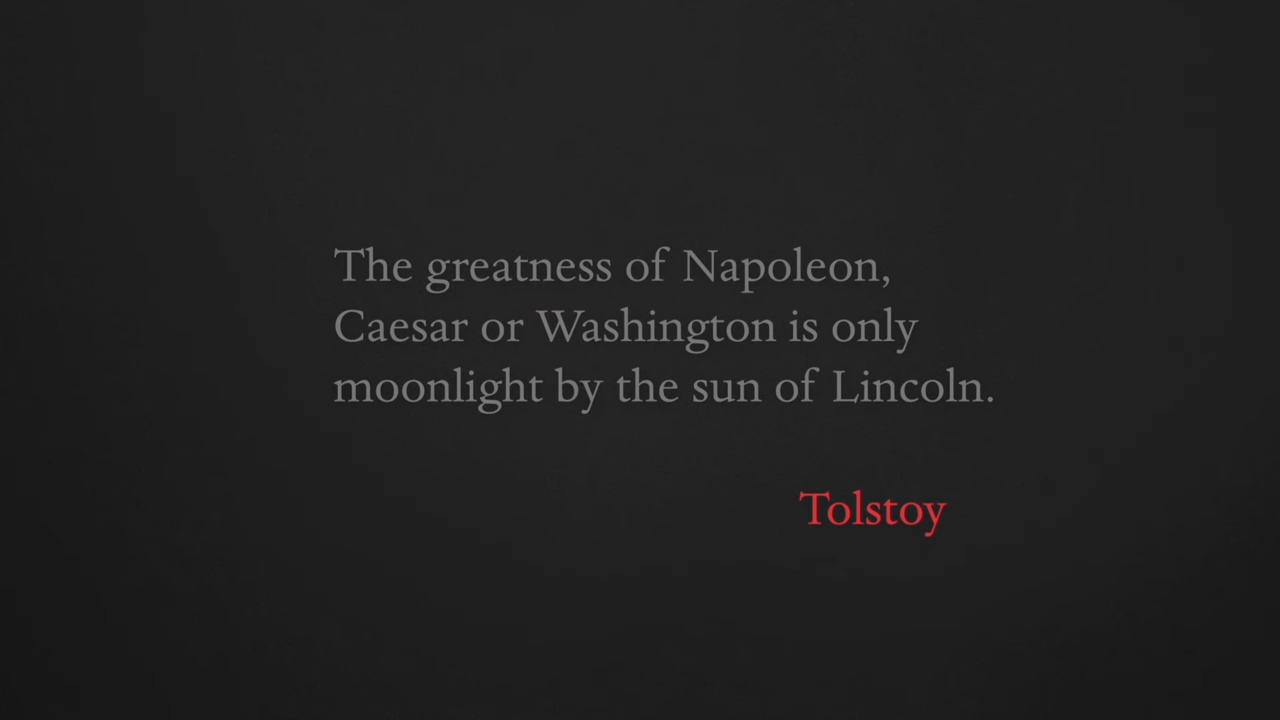 The greatness of Napoleon,
Caesar or Washington is only
moonlight by the sun of Lincoln.
Tolstoy